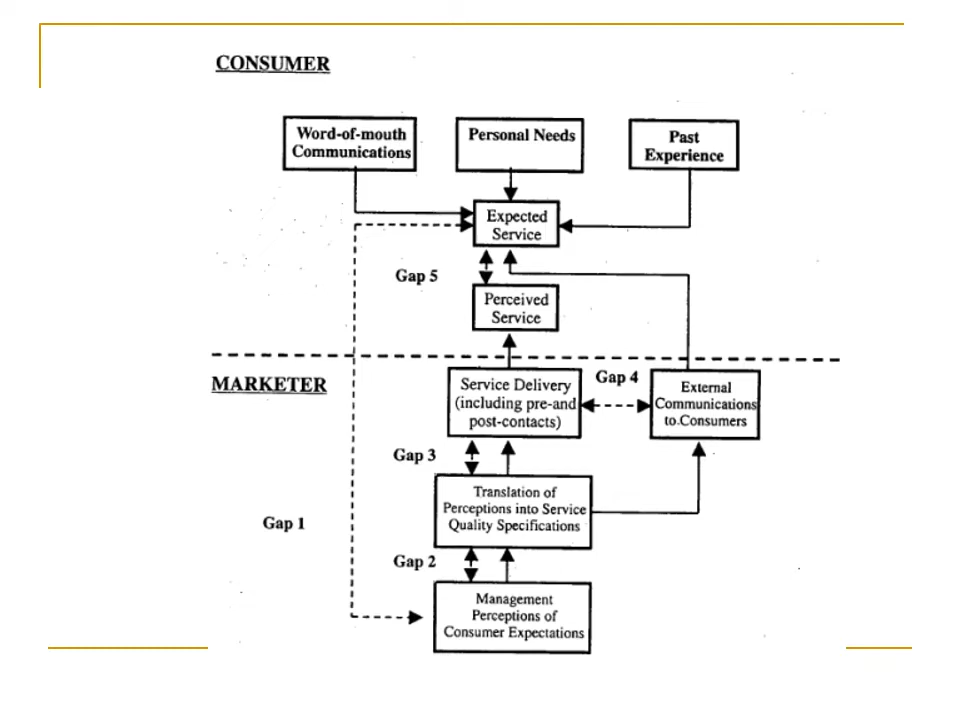 CONSUMER
Word-of-mouth
Communications
Personal Needs
Past
Experience
Expected
Service
Gap 5
Perceived
Service
MARKETER
Service Delivery
(including pre-and
post-contacts)
Gap 4
External
Communications
to.Consumers
Gap 3
Translation of
Perceptions into Service
Quality Specifications
Gap 1
Gap 2
Management
Perceptions of
Consumer Expectations